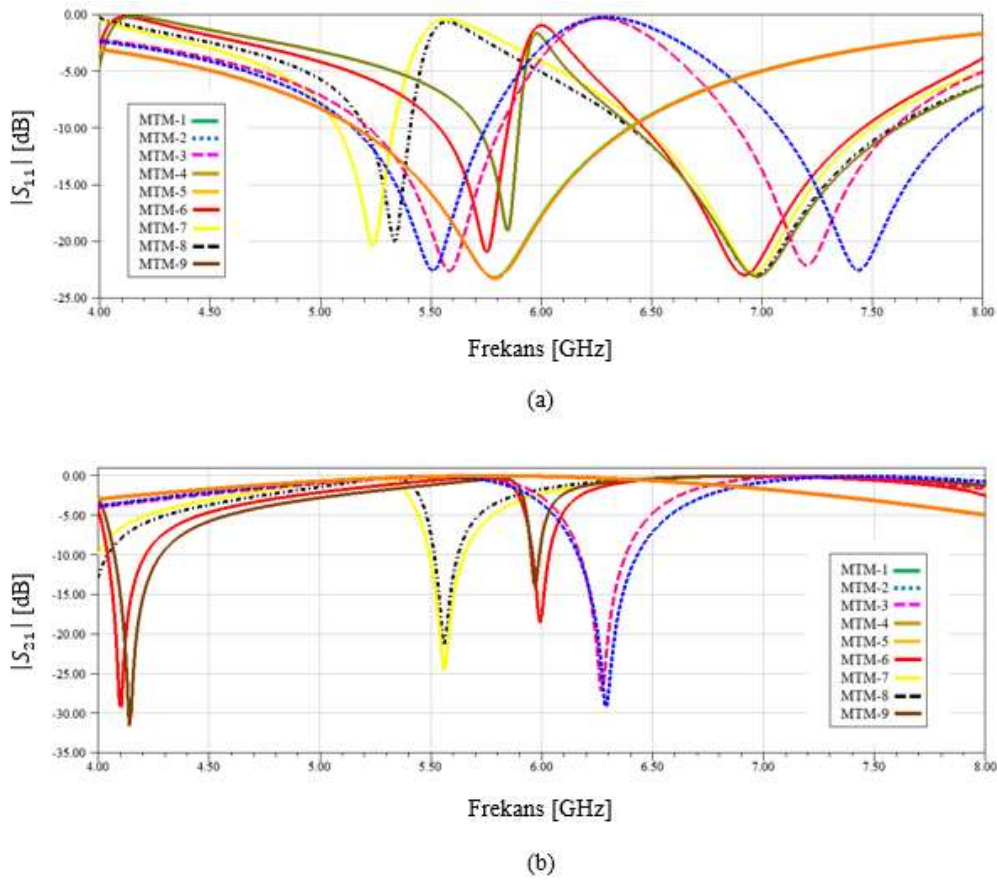 0.00
-5.00
-10.00
-15.00
-20.00
-25.00
|S₁₁| [dB]
MTM-1
MTM-2
MTM-3
MTM-4
MTM-5
MTM-6
MTM-7
MTM-8
MTM-9
4.00 4.50 5.00 5.50 6.00 6.50 7.00 7.50 8.00
Frekans [GHz]
(a)
0.00
-5.00
-10.00
-15.00
-20.00
-25.00
-30.00
-35.00
|S₂₁| [dB]
MTM-1
MTM-2
MTM-3
MTM-4
MTM-5
MTM-6
MTM-7
MTM-8
MTM-9
4.00 4.50 5.00 5.50 6.00 6.50 7.00 7.50 8.00
Frekans [GHz]
(b)